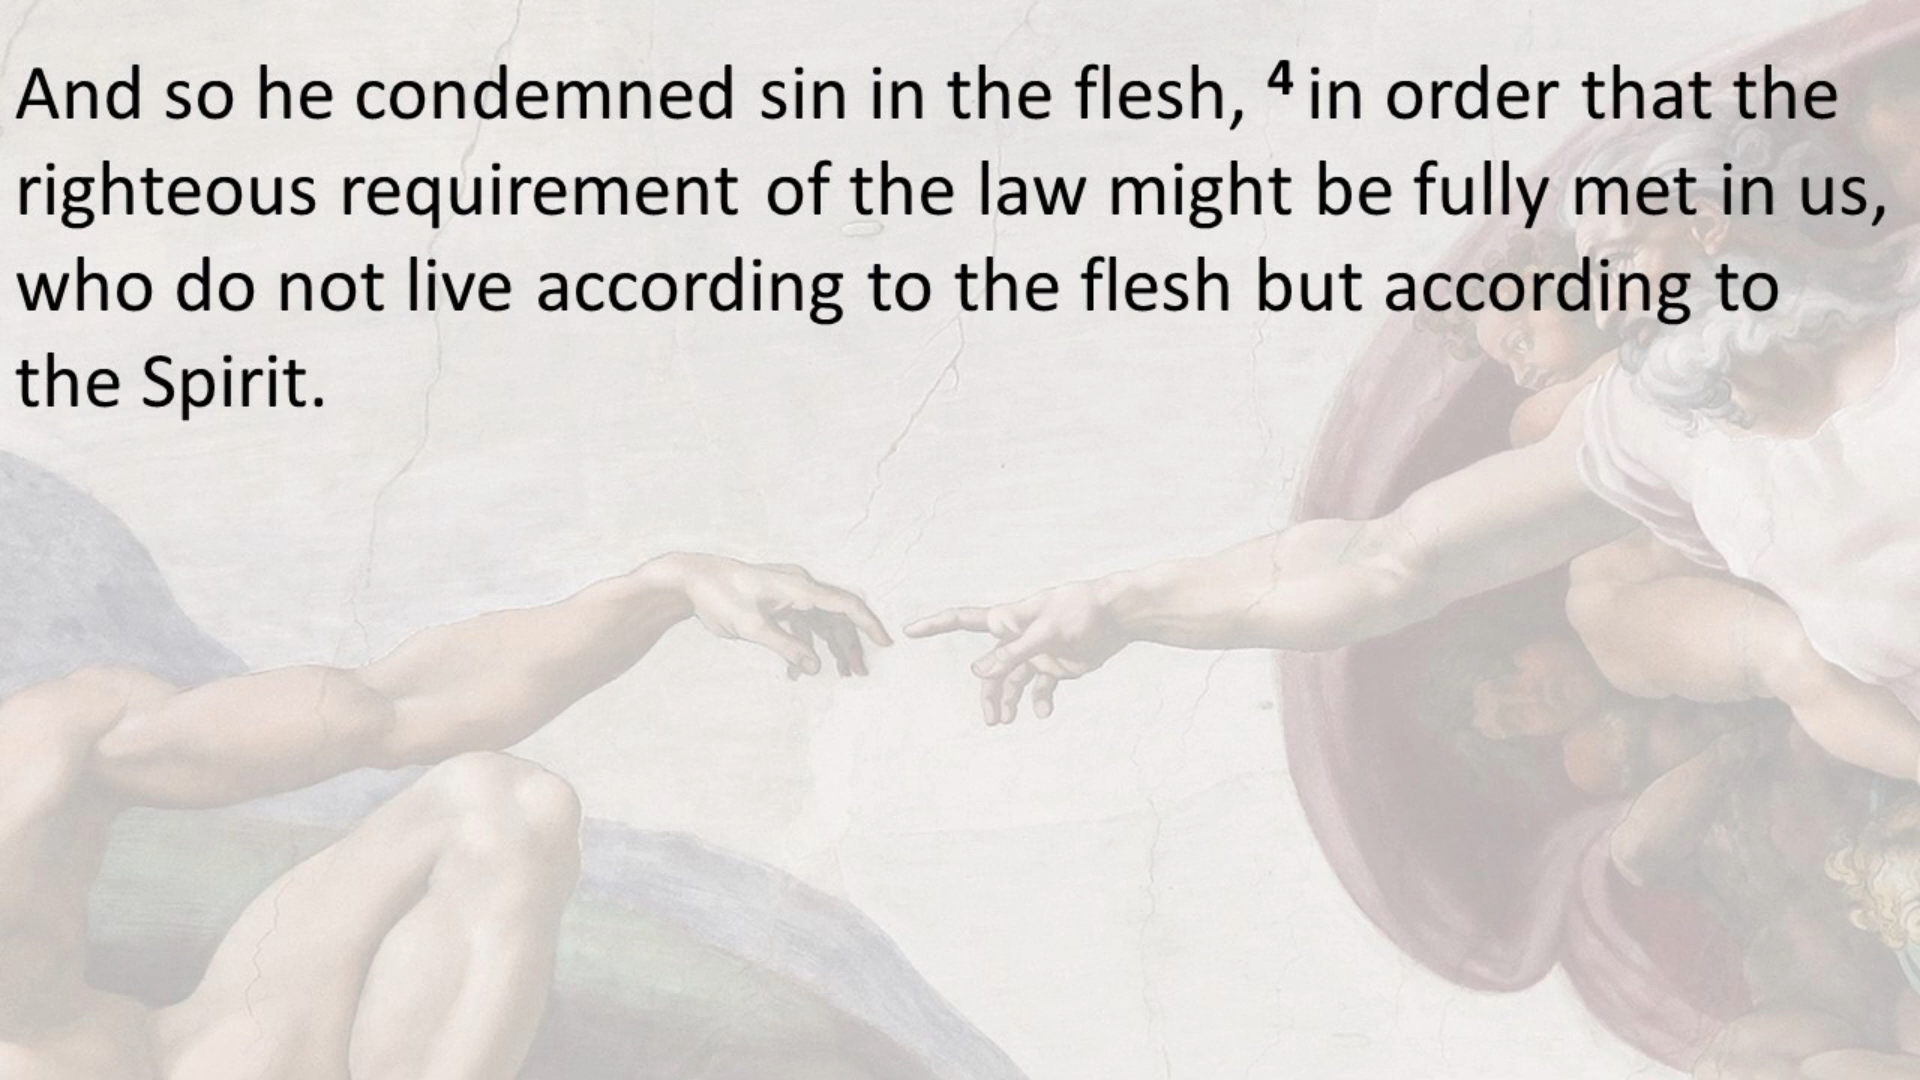 And so he condemned sin in the flesh, ⁴ in order that the
righteous requirement of the law might be fully met in us,
who do not live according to the flesh but according to
the Spirit.